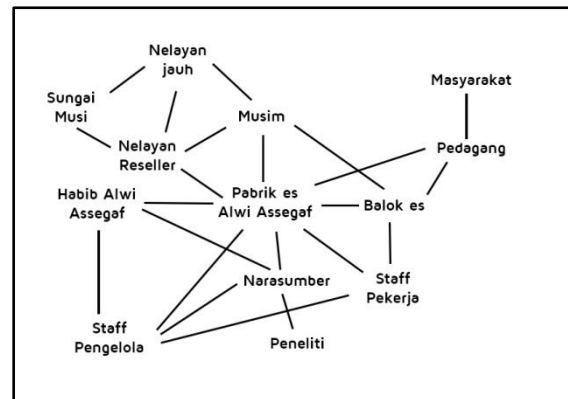 Nelayan
jauh
Masyarakat
Sungai
Musi
Musim
Nelayan
Reseller
Pedagang
Habib Alwi
Assegaf
Pabrik es
Alwi Assegaf
Balok es
Narasumber
Staff
Pekerja
Staff
Pengelola
Peneliti